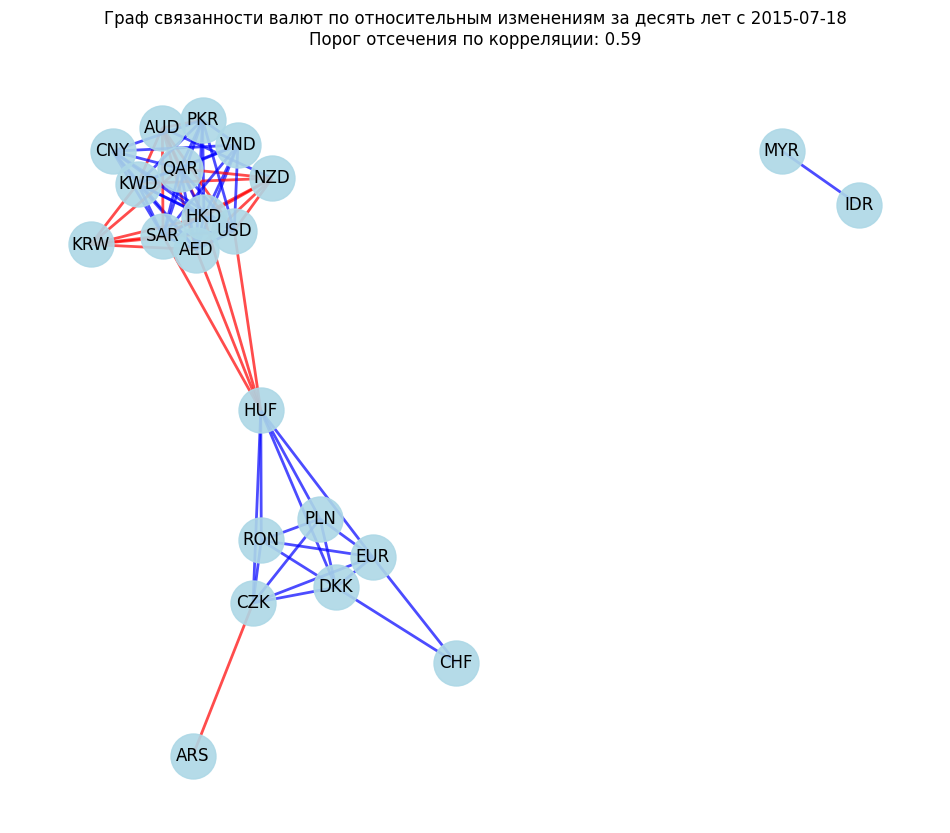 Граф связанности валют по относительным изменениям за десять лет с 2015-07-18
Порог отсечения по корреляции: 0.59
PKR
AUD
VND
CNY
MYR
QAR
NZD
KWD
IDR
HKD
USD
SAR
KRW
AED
HUF
PLN
RON
EUR
DKK
CZK
CHF
ARS